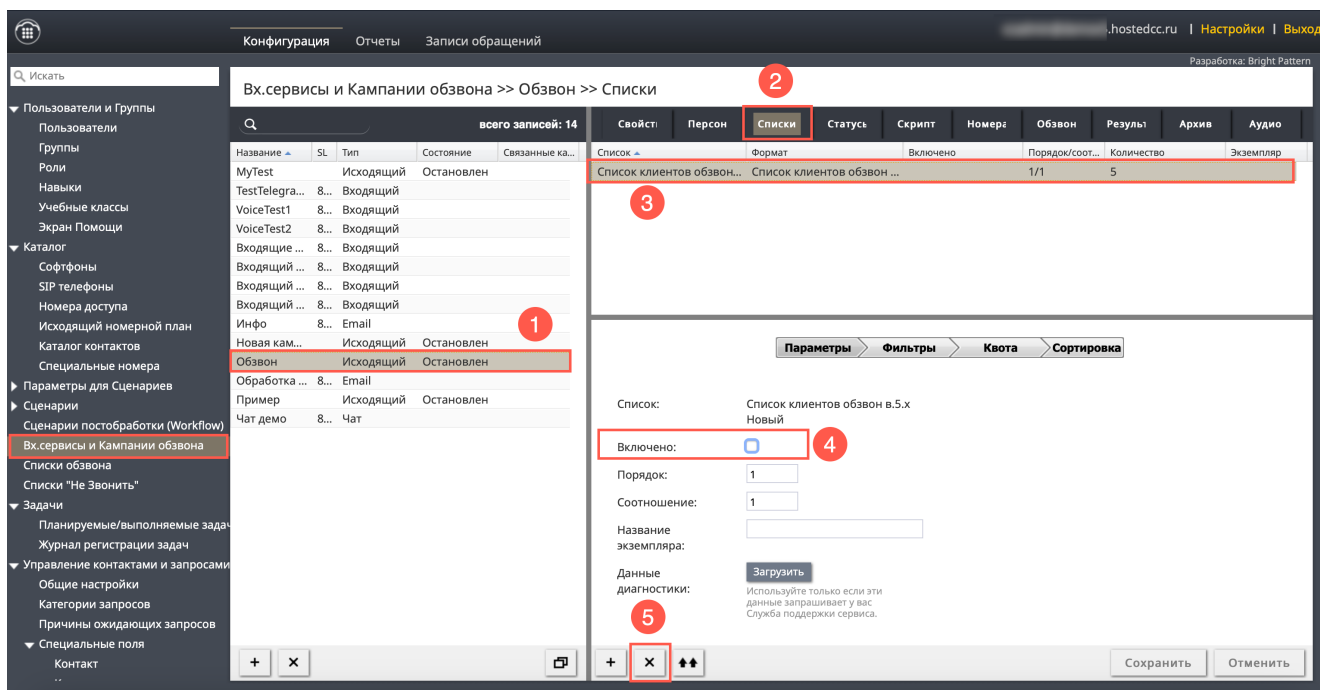 .hostedcc.ru | Настройки | Выход
Конфигурация Отчеты Записи обращений
Разработка: Bright Pattern
Искать
Вх.сервисы и Кампании обзвона >> Обзвон >> Списки
2
Пользователи и Группы
Пользователи
Группы
Роли
Навыки
Учебные классы
Экран Помощи
Каталог
Софтфоны
SIP телефоны
Номера доступа
Исходящий номерной план
Каталог контактов
Специальные номера
Параметры для Сценариев
Сценарии
Сценарии постобработки (Workflow)
Вх.сервисы и Кампании обзвона
Списки обзвона
Списки "Не Звонить"
Задачи
Планируемые/выполняемые задач
Журнал регистрации задач
Управление контактами и запросами
Общие настройки
Категории запросов
Причины ожидающих запросов
Специальные поля
Контакт
всего записей: 14
Название SL Тип Состояние Связанные ка...
MyTest Исходящий Остановлен
TestTelegra... 8... Входящий
VoiceTest1 8... Входящий
VoiceTest2 8... Входящий
Входящие ... 8... Входящий
Входящий ... 8... Входящий
Входящий ... 8... Входящий
Входящий ... 8... Входящий
Инфо 8... Email
1
Новая кам... Исходящий Остановлен
Обзвон Исходящий Остановлен
Обработка ... 8... Email
Пример Исходящий Остановлен
Чат демо 8... Чат
Свойст Персон Списки Статусы Скрипт Номера Обзвон Результ Архив Аудио
Список Формат Включено Порядок/соот... Количество Экземпляр
Список клиентов обзвон... Список клиентов обзвон ... 1/1 5
3
Параметры Фильтры Квота Сортировка
Список: Список клиентов обзвон в.5.x
Новый
Включено:
4
Порядок: 1
Соотношение: 1
Название
экземпляра:
Данные
диагностики:
Загрузить
Используйте только если эти
данные запрашивает у вас
Служба поддержки сервиса.
5
+ × + ×
Сохранить Отменить